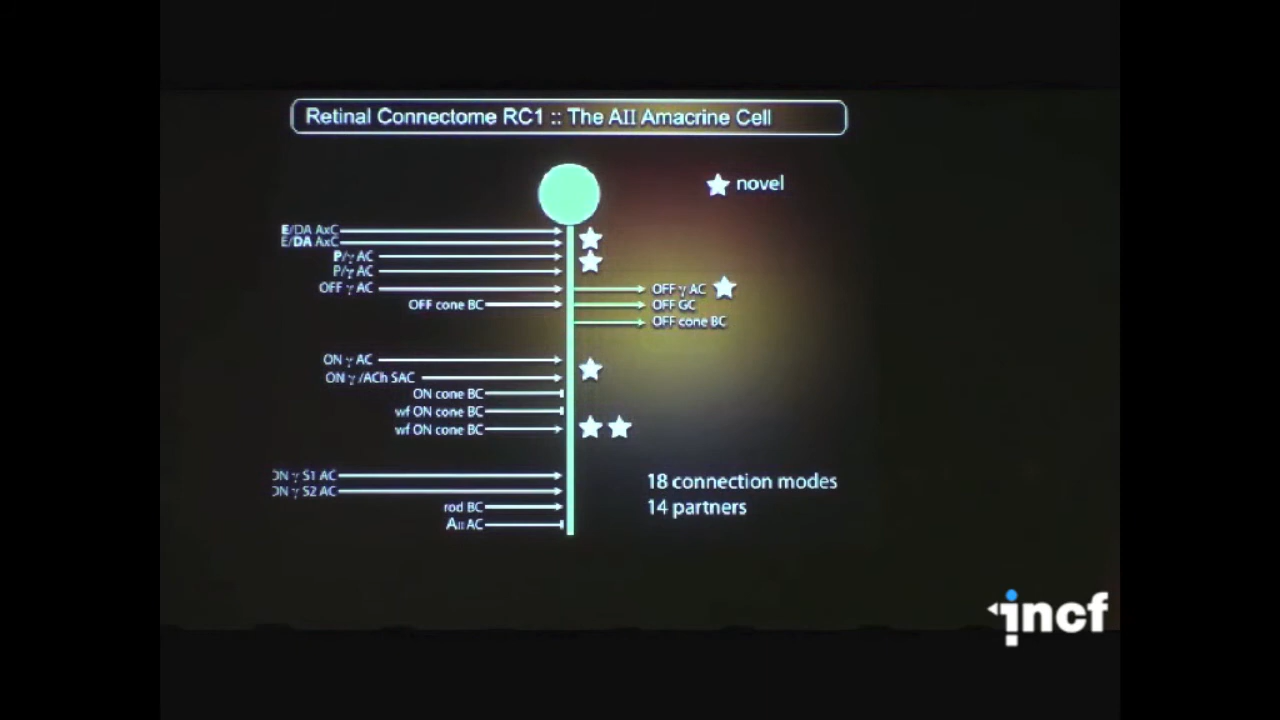 Retinal Connectome RC1 :: The AII Amacrine Cell
novel
E/DA AxC
E/DA AxC
P/γ AC
P/γ AC
OFF γ AC
OFF γ AC
OFF cone BC
OFF GC
OFF cone BC
ON γ AC
ON γ/ACh SAC
ON cone BC
wf ON cone BC
wf ON cone BC
ON γ S1 AC
18 connection modes
ON γ S2 AC
14 partners
rod BC
AII AC
incf